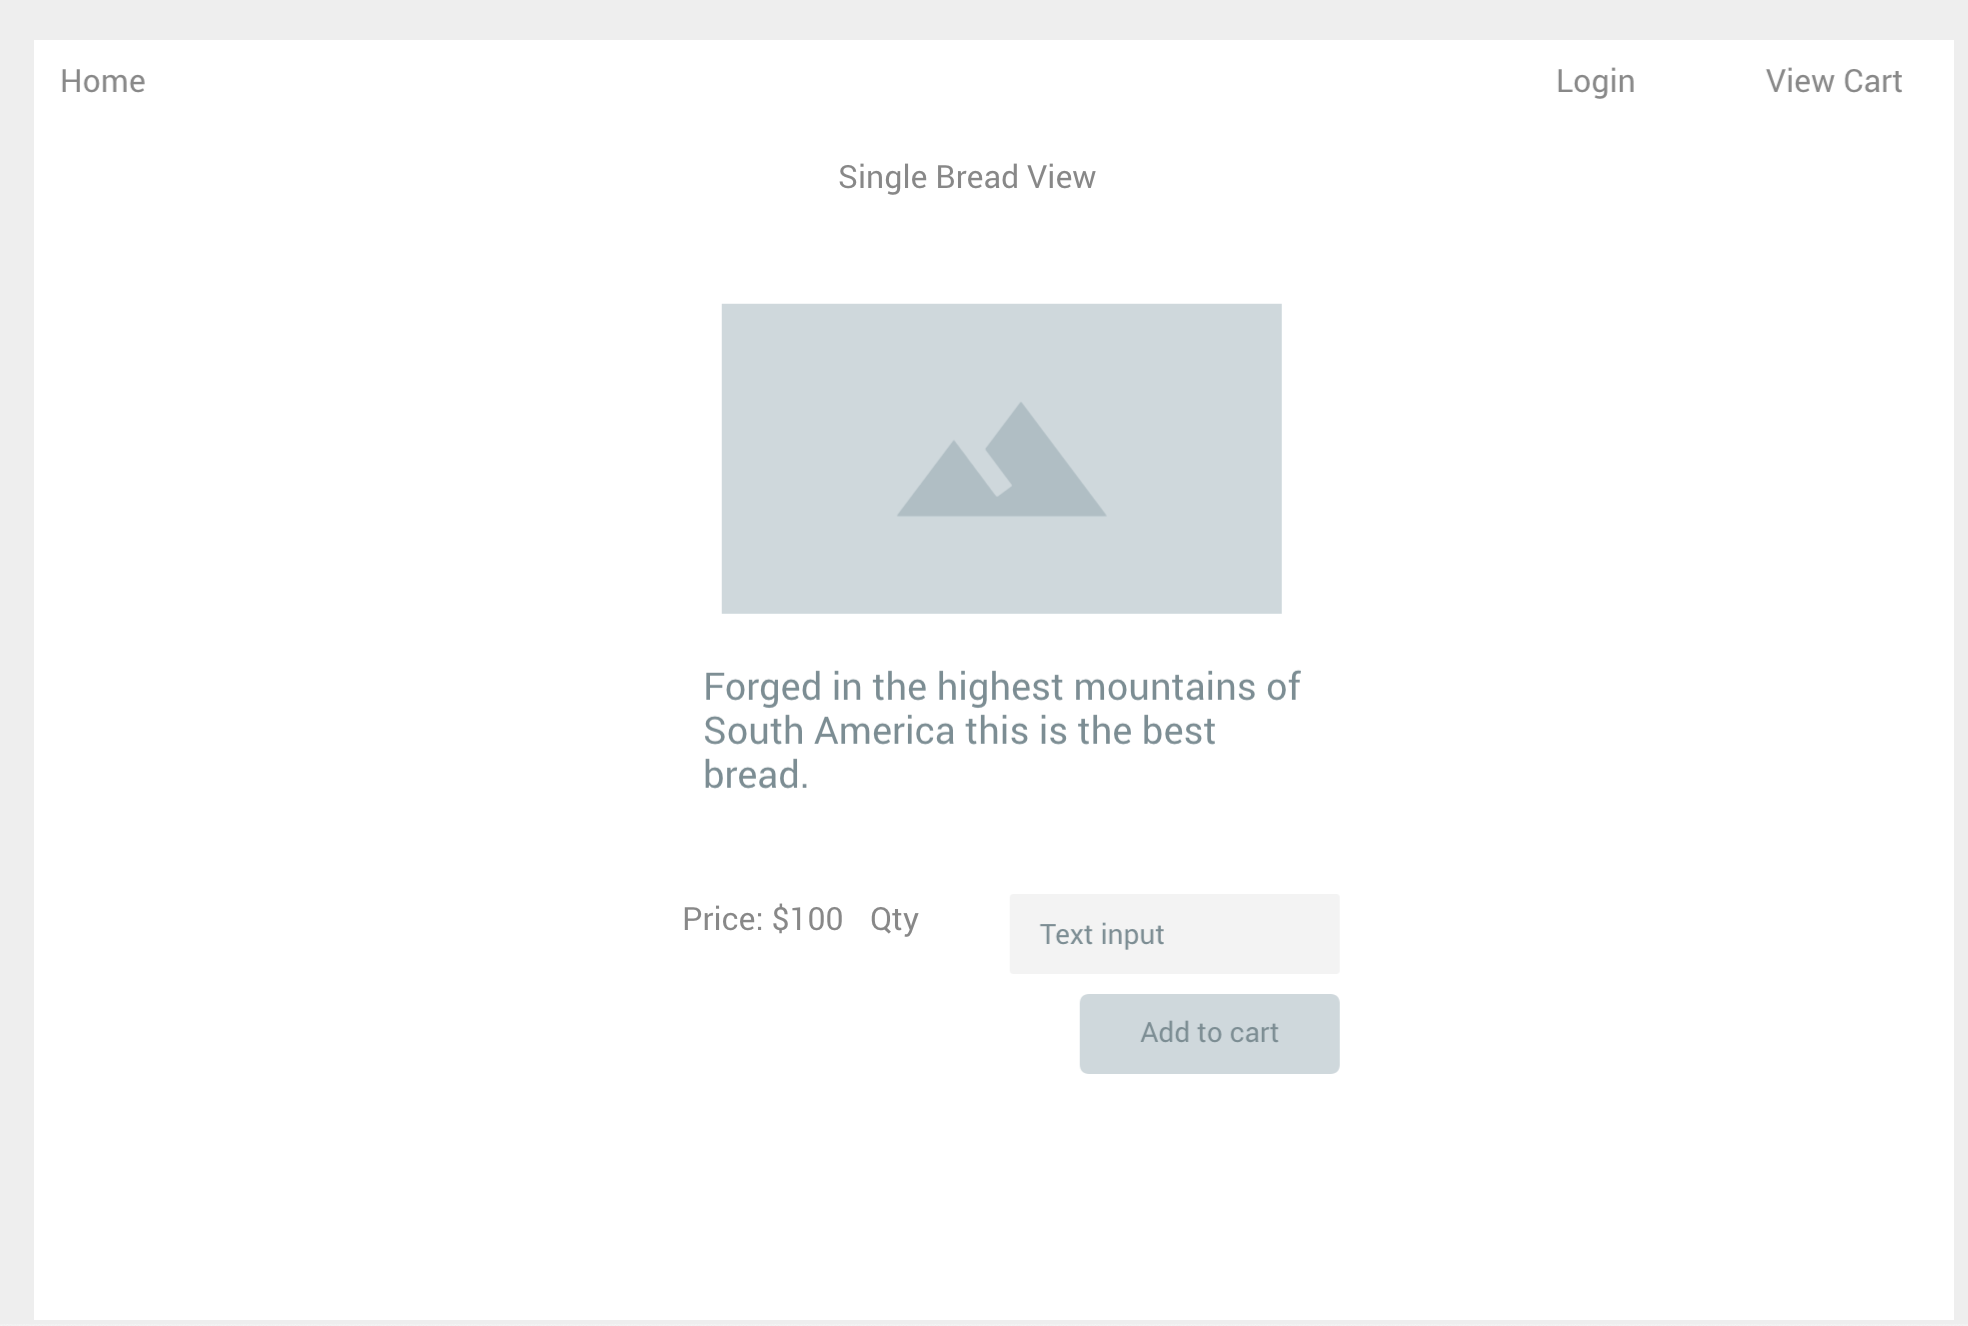 Home Login View Cart
Single Bread View
Forged in the highest mountains of
South America this is the best
bread.
Price: $100 Qty Text input
Add to cart